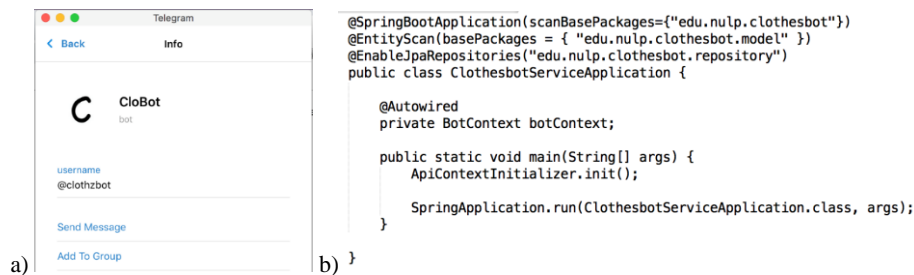 Telegram
Back
Info
C
CloBot
bot
username
@clothzbot
Send Message
Add To Group
a)
@SpringBootApplication(scanBasePackages={"edu.nulp.clothesbot"})
@EntityScan(basePackages = { "edu.nulp.clothesbot.model" })
@EnableJpaRepositories("edu.nulp.clothesbot.repository")
public class ClothesbotServiceApplication {
@Autowired
private BotContext botContext;
public static void main(String[] args) {
ApiContextInitializer.init();
SpringApplication.run(ClothesbotServiceApplication.class, args);
}
}
b)